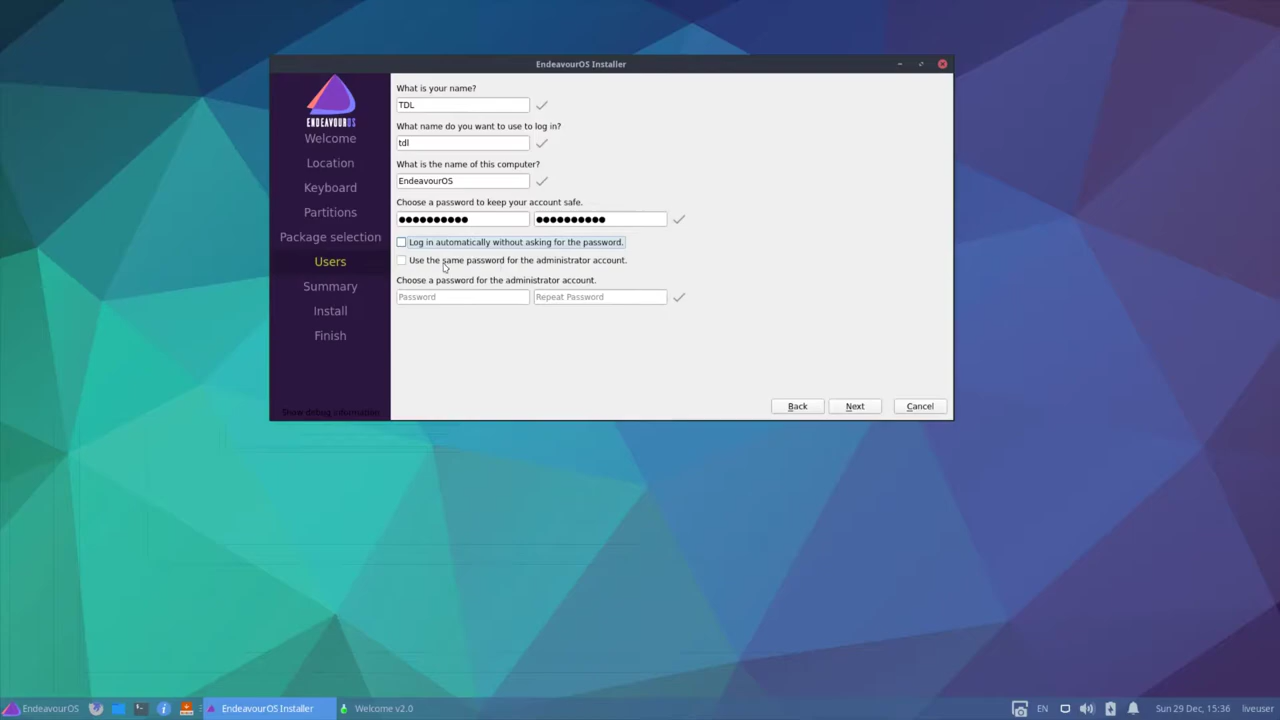 EndeavourOS Installer
ENDEAVOUROS
Welcome
Location
Keyboard
Partitions
Package selection
Users
Summary
Install
Finish
Show debug information
What is your name?
TDL
What name do you want to use to log in?
tdl
What is the name of this computer?
EndeavourOS
Choose a password to keep your account safe.
●●●●●●●●●● ●●●●●●●●●●
Log in automatically without asking for the password.
Use the same password for the administrator account.
Choose a password for the administrator account.
Password Repeat Password
Back Next Cancel
EndeavourOS EndeavourOS Installer Welcome v2.0 EN Sun 29 Dec, 15:36 liveuser